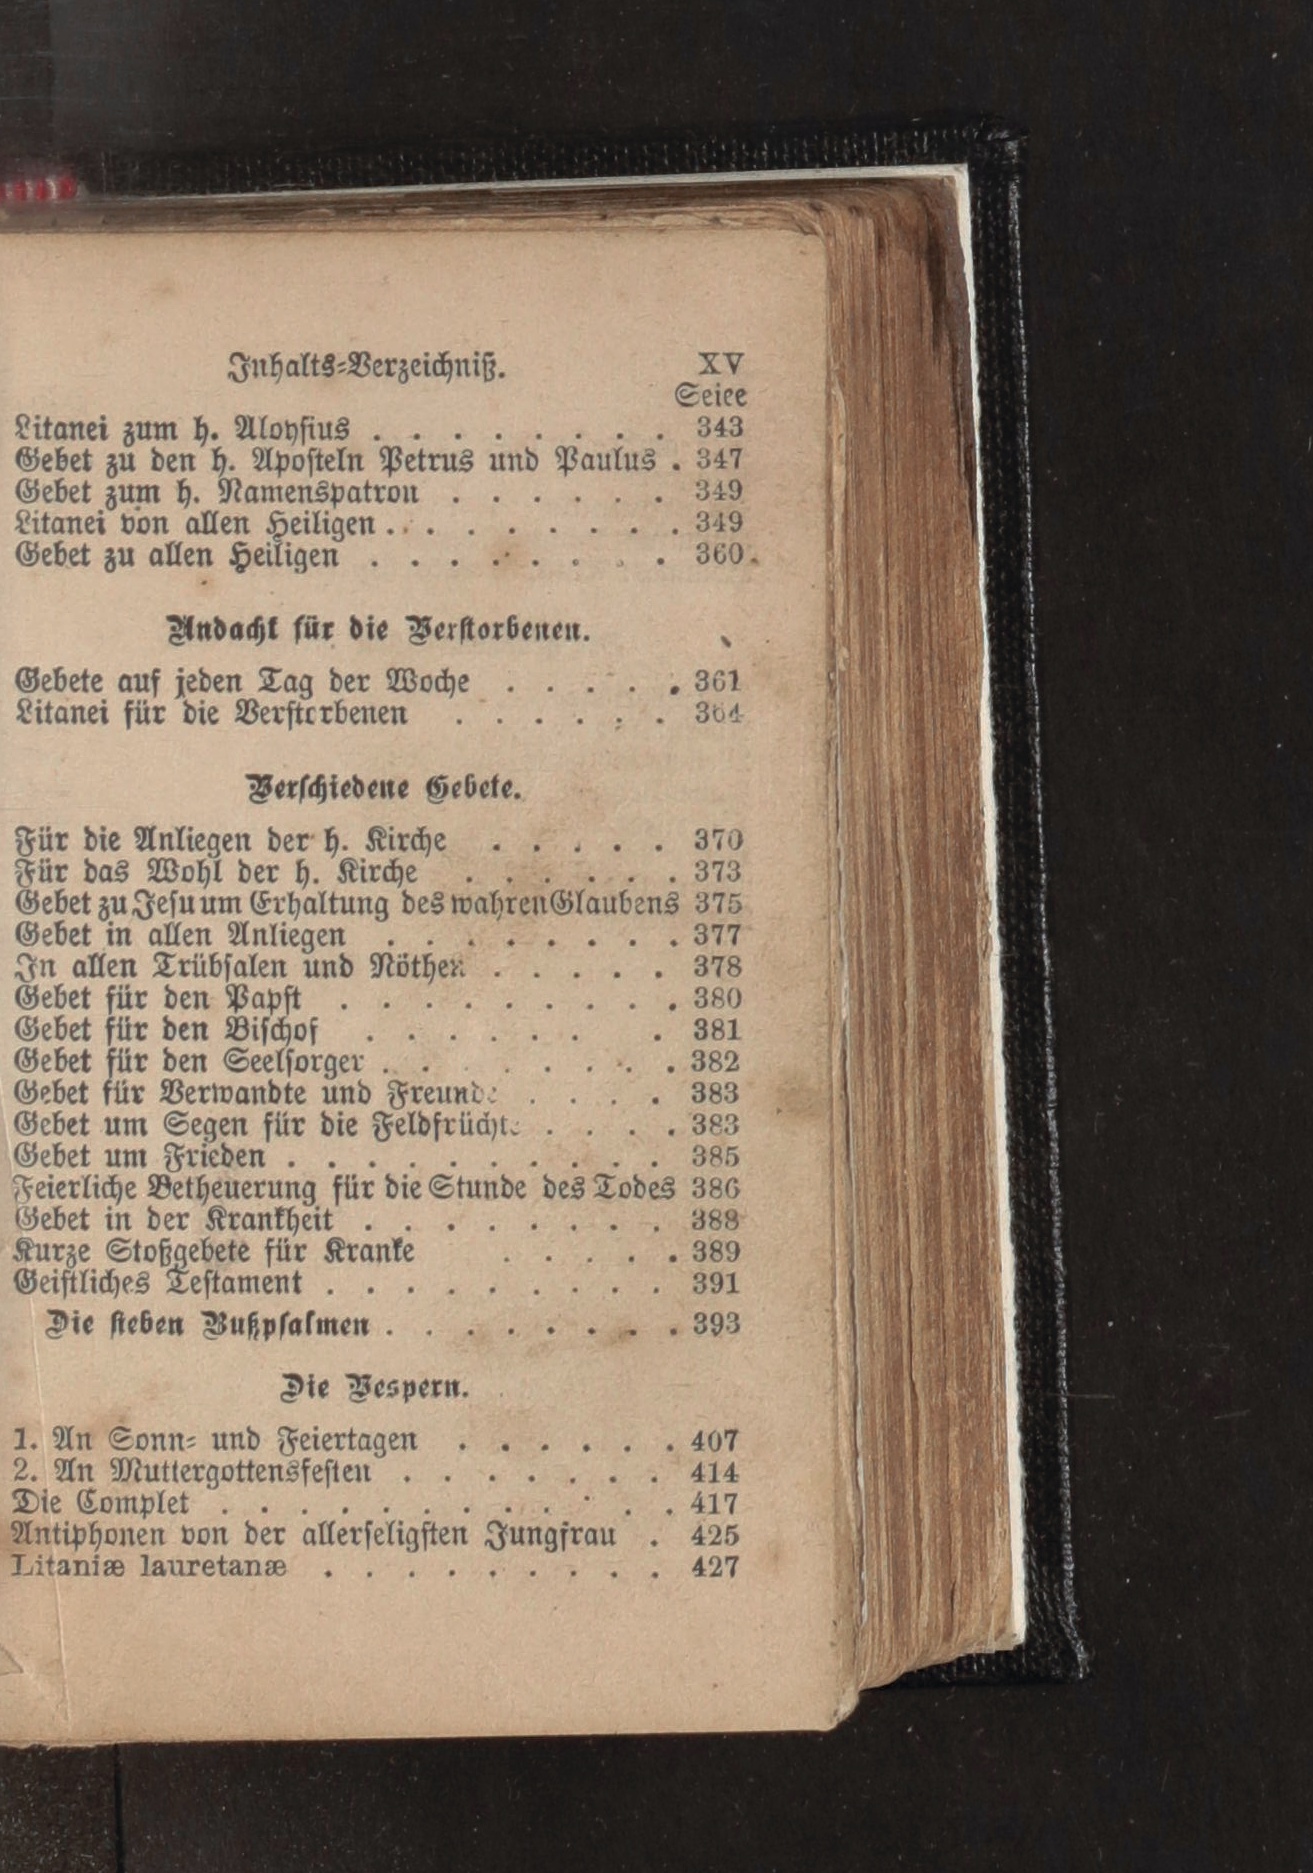 Inhalts-Verzeichniß. XV
Seiee
Litanei zum h. Aloysius . . . . . . . . 343
Gebet zu den h. Aposteln Petrus und Paulus . 347
Gebet zum h. Namenspatron . . . . . . 349
Litanei von allen Heiligen . . . . . . . . 349
Gebet zu allen Heiligen . . . . . . . . 360
Andacht für die Verstorbenen.
Gebete auf jeden Tag der Woche . . . . . 361
Litanei für die Verstorbenen . . . . . . 364
Verschiedene Gebete.
Für die Anliegen der h. Kirche . . . . . 370
Für das Wohl der h. Kirche . . . . . . 373
Gebet zu Jesu um Erhaltung des wahren Glaubens 375
Gebet in allen Anliegen . . . . . . . . 377
In allen Trübsalen und Nöthen . . . . . 378
Gebet für den Papst . . . . . . . . . 380
Gebet für den Bischof . . . . . . . 381
Gebet für den Seelsorger . . . . . . . . 382
Gebet für Verwandte und Freunde . . . . 383
Gebet um Segen für die Feldfrüchte . . . . 383
Gebet um Frieden . . . . . . . . . . 385
Feierliche Betheuerung für die Stunde des Todes 386
Gebet in der Krankheit . . . . . . . . 388
Kurze Stoßgebete für Kranke . . . . . 389
Geistliches Testament . . . . . . . . . 391
Die sieben Bußpsalmen . . . . . . . . 393
Die Vespern.
1. An Sonn- und Feiertagen . . . . . . 407
2. An Muttergottensfesten . . . . . . . 414
Die Complet . . . . . . . . . . . . 417
Antiphonen von der allerseligsten Jungfrau . 425
Litaniæ lauretanæ . . . . . . . . . 427